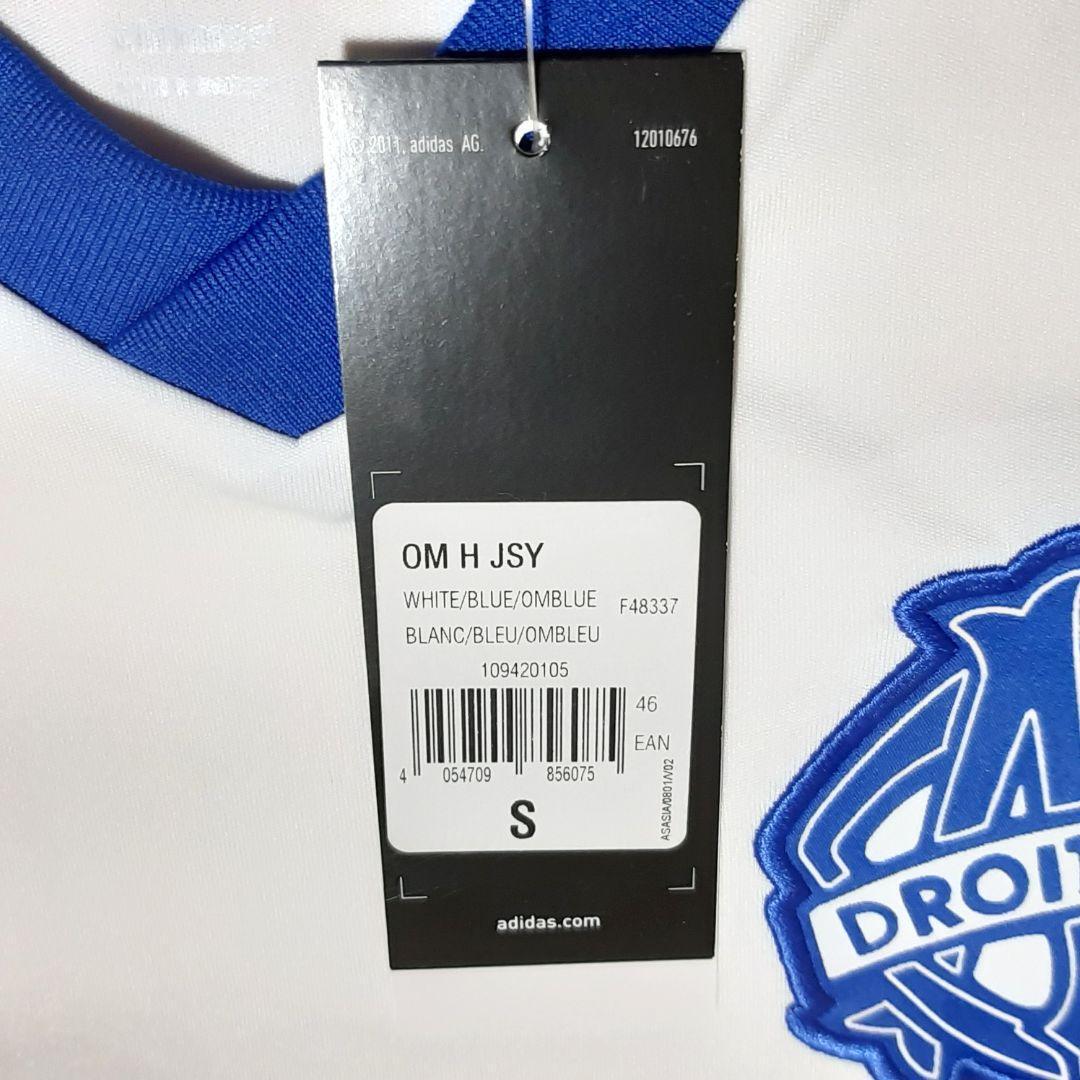 © 2011, adidas AG.
12010676
OM H JSY
WHITE/BLUE/OMBLUE
F48337
BLANC/BLEU/OMBLEU
109420105
46
EAN
4 054709 856075
ASASIA/0801/V02
S
adidas.com
DROIT